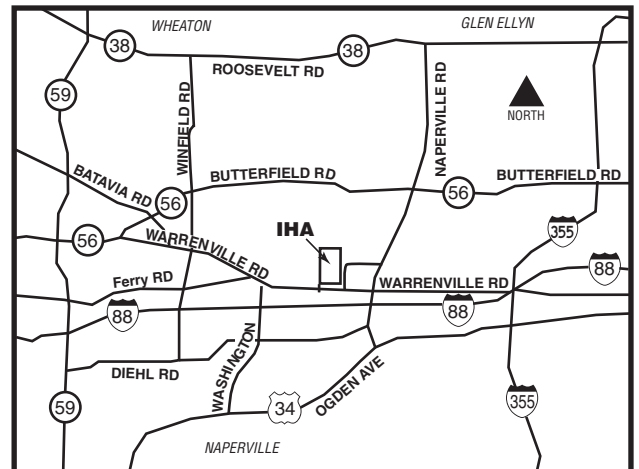 WHEATON
GLEN ELLYN
38
38
ROOSEVELT RD
59
WINFIELD RD
NAPERVILLE RD
NORTH
BATAVIA RD
BUTTERFIELD RD
BUTTERFIELD RD
56
56
56
WARRENVILLE RD
IHA
355
88
Ferry RD
WARRENVILLE RD
88
88
DIEHL RD
WASHINGTON
OGDEN AVE
59
34
355
NAPERVILLE